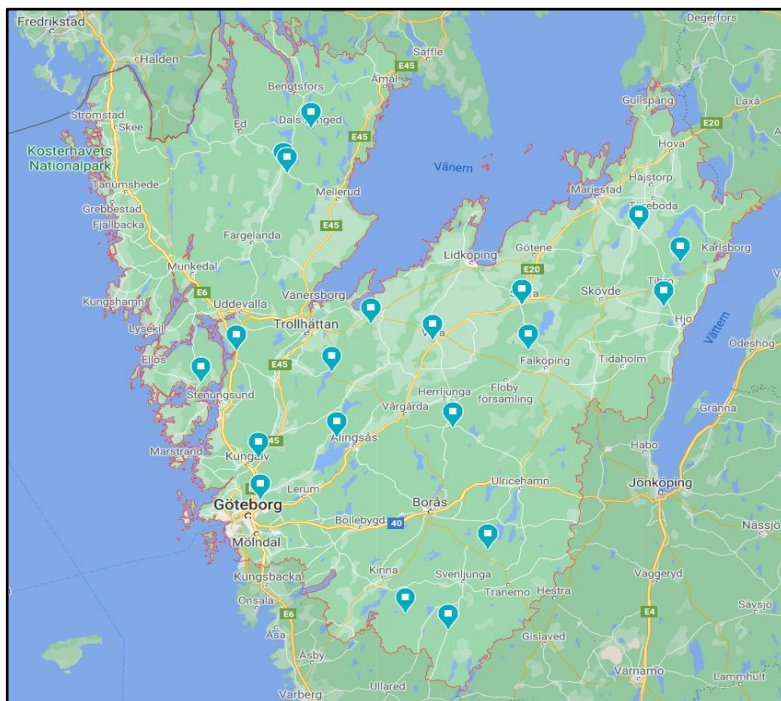 Fredrikstad
Degerfors
Halden
E45
Säffle
Åmål
Bengtsfors
Gullspång
Laxå
Strömstad
Skee
Ed
Dals
E45
E20
Hova
Kosterhavets
Nationalpark
Vänern
Hajstorp
Mariestad
Tanumshede
Mellerud
Grebbestad
Fjällbacka
E45
Färgelanda
Lidköping
Götene
Karlsborg
Munkedal
E20
E6
Kungshamn
Uddevalla
Vänersborg
Skövde
Hjo
Lysekil
Trollhättan
Vättern
Ödeshög
Ellös
E45
Falköping
Tidaholm
Stenungsund
Herrljunga
Floby
församling
Vårgårda
Gränna
Marstrand
Alingsås
Habo
Kungälv
Ulricehamn
Jönköping
Lerum
Göteborg
Borås
Bollebygd
40
Mölndal
Nässjö
Kungsbacka
Kinna
Svenljunga
Vaggeryd
Onsala
Tranemo
Hestra
E6
E4
Sävsjö
Åsa
Gislaved
Åsby
Värnamo
Ullared
Lammhult
Varberg